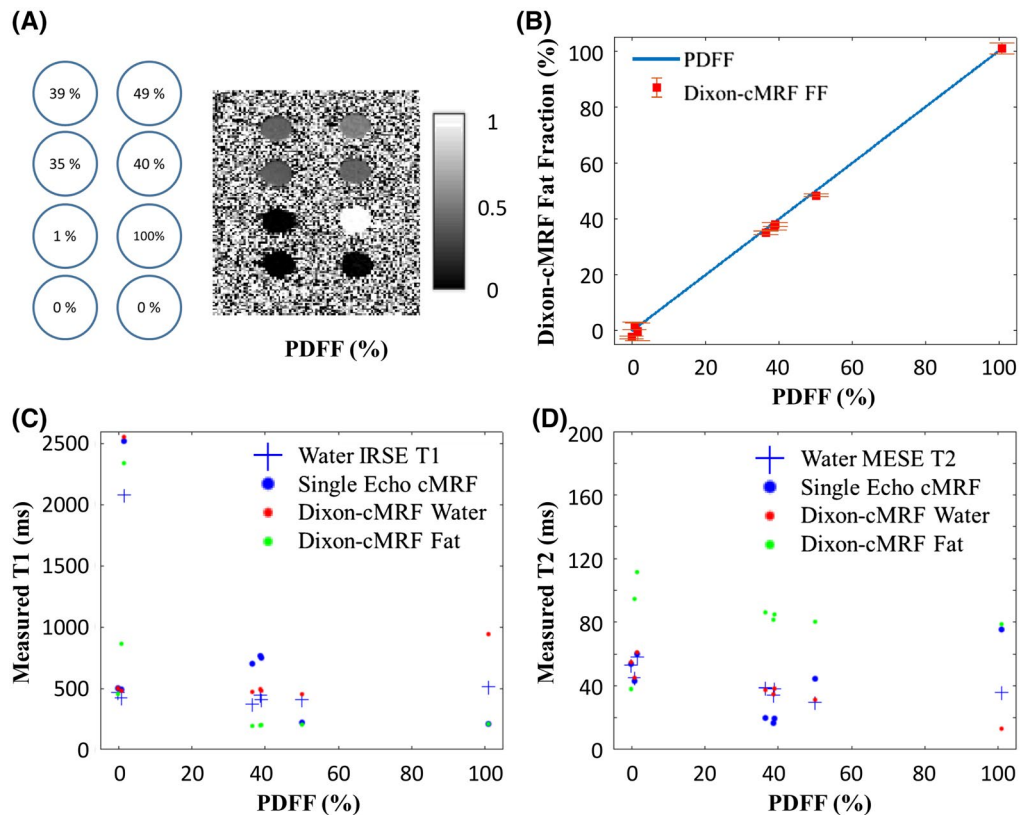 (A)
39 %
49 %
35 %
40 %
1 %
100%
0 %
0 %
1
0.5
0
PDFF (%)
(B)
Dixon-cMRF Fat Fraction (%)
100
80
60
40
20
0
PDFF
Dixon-cMRF FF
0 20 40 60 80 100
PDFF (%)
(C)
Measured T1 (ms)
2500
2000
1500
1000
500
0
Water IRSE T1
Single Echo cMRF
Dixon-cMRF Water
Dixon-cMRF Fat
0 20 40 60 80 100
PDFF (%)
(D)
Measured T2 (ms)
200
160
120
80
40
0
Water MESE T2
Single Echo cMRF
Dixon-cMRF Water
Dixon-cMRF Fat
0 20 40 60 80 100
PDFF (%)